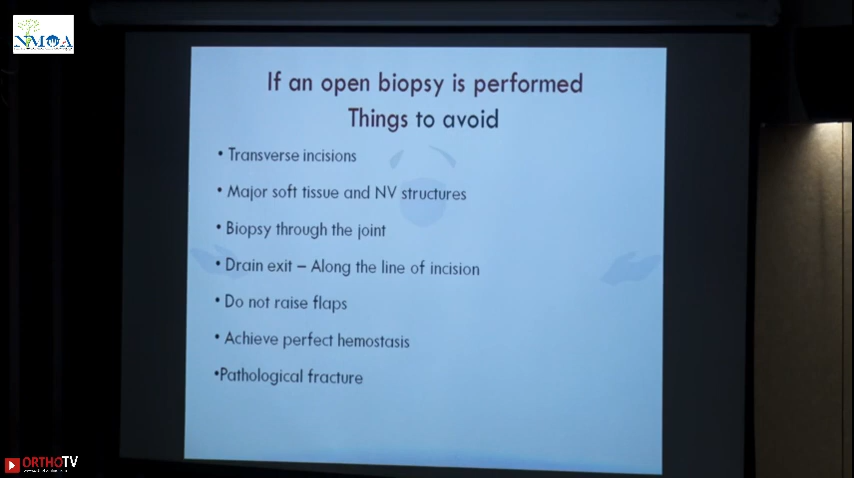 NMOA
If an open biopsy is performed
Things to avoid
• Transverse incisions
• Major soft tissue and NV structures
• Biopsy through the joint
• Drain exit – Along the line of incision
• Do not raise flaps
• Achieve perfect hemostasis
•Pathological fracture
ORTHOTV